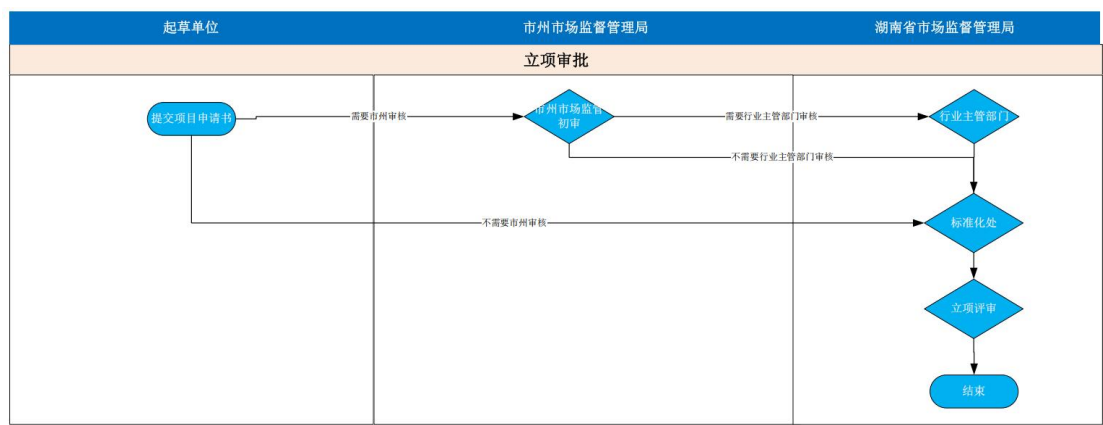 起草单位
市州市场监督管理局
湖南省市场监督管理局
立项审批
提交项目申请书
需要市州审核
市州市场监管
初审
需要行业主管部门审核
行业主管部门
不需要行业主管部门审核
不需要市州审核
标准化处
立项评审
结束